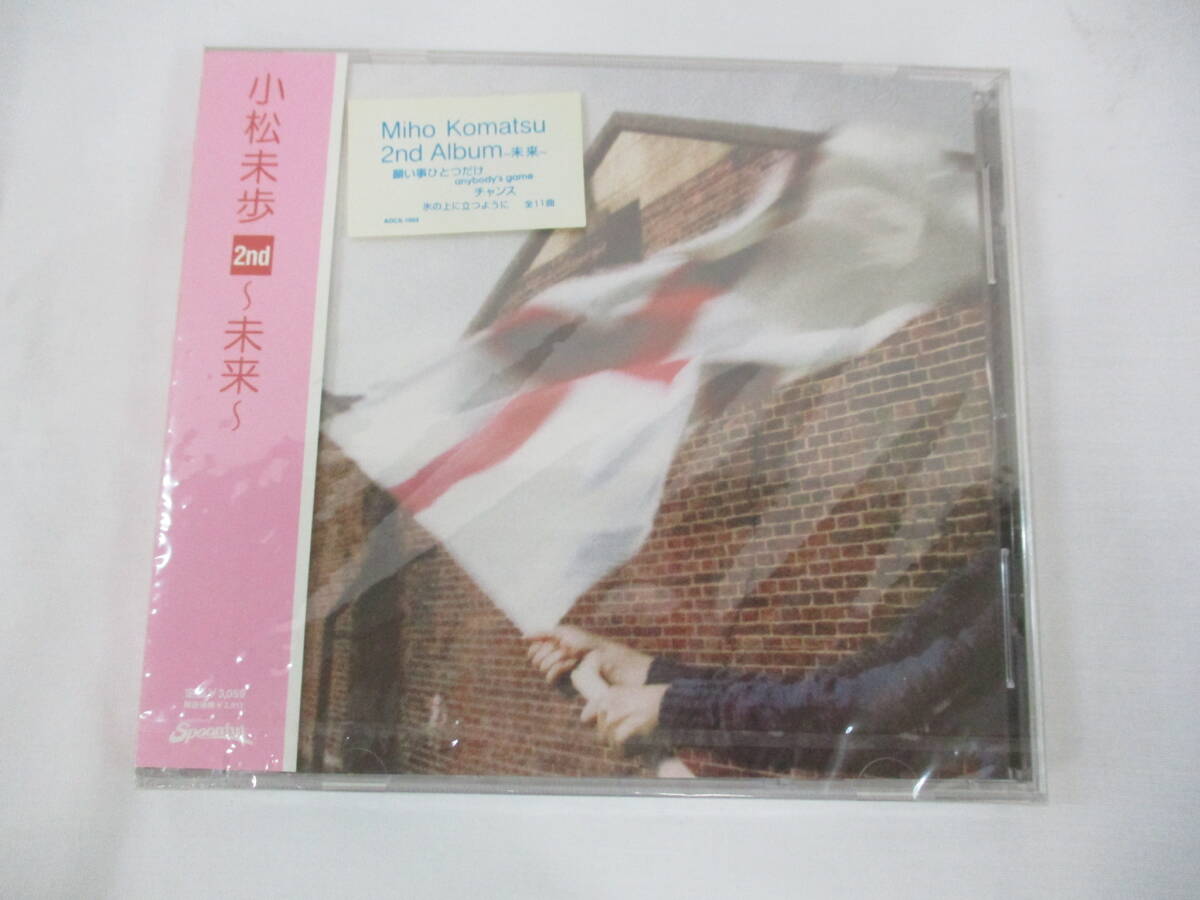 小松未歩
2nd
～未来～
Miho Komatsu
2nd Album～未来～
願い事ひとつだけ
anybody's game
チャンス
氷の上に立つように 全11曲
¥3,059
Spoonful